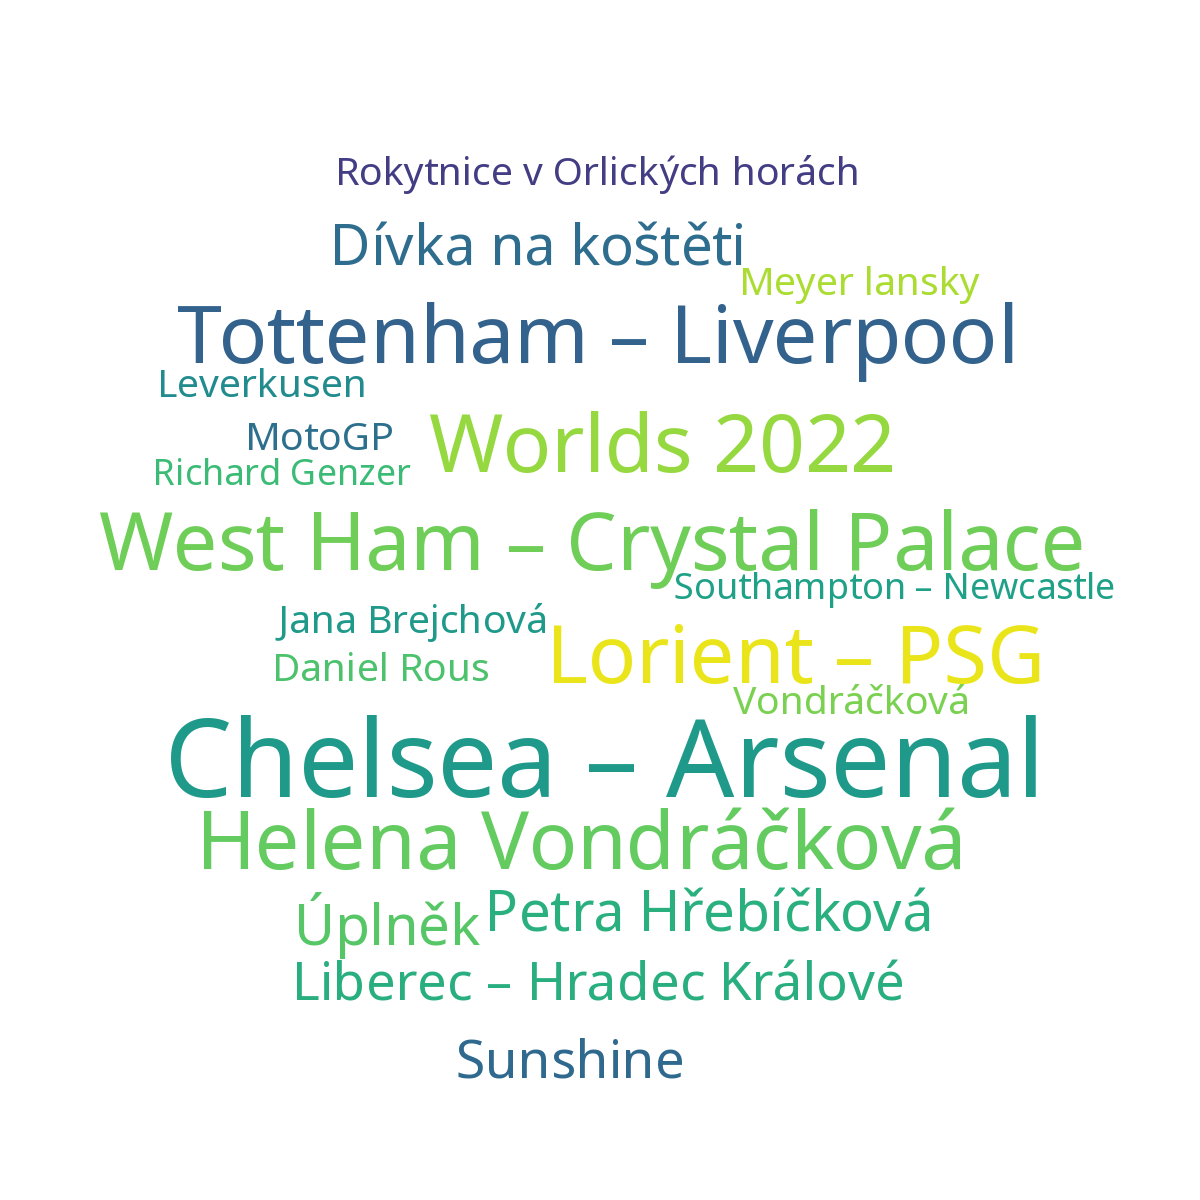 Rokytnice v Orlických horách
Dívka na koštěti
Meyer lansky
Tottenham – Liverpool
Leverkusen
MotoGP
Worlds 2022
Richard Genzer
West Ham – Crystal Palace
Southampton – Newcastle
Jana Brejchová
Lorient – PSG
Daniel Rous
Vondráčková
Chelsea – Arsenal
Helena Vondráčková
Úplněk
Petra Hřebíčková
Liberec – Hradec Králové
Sunshine